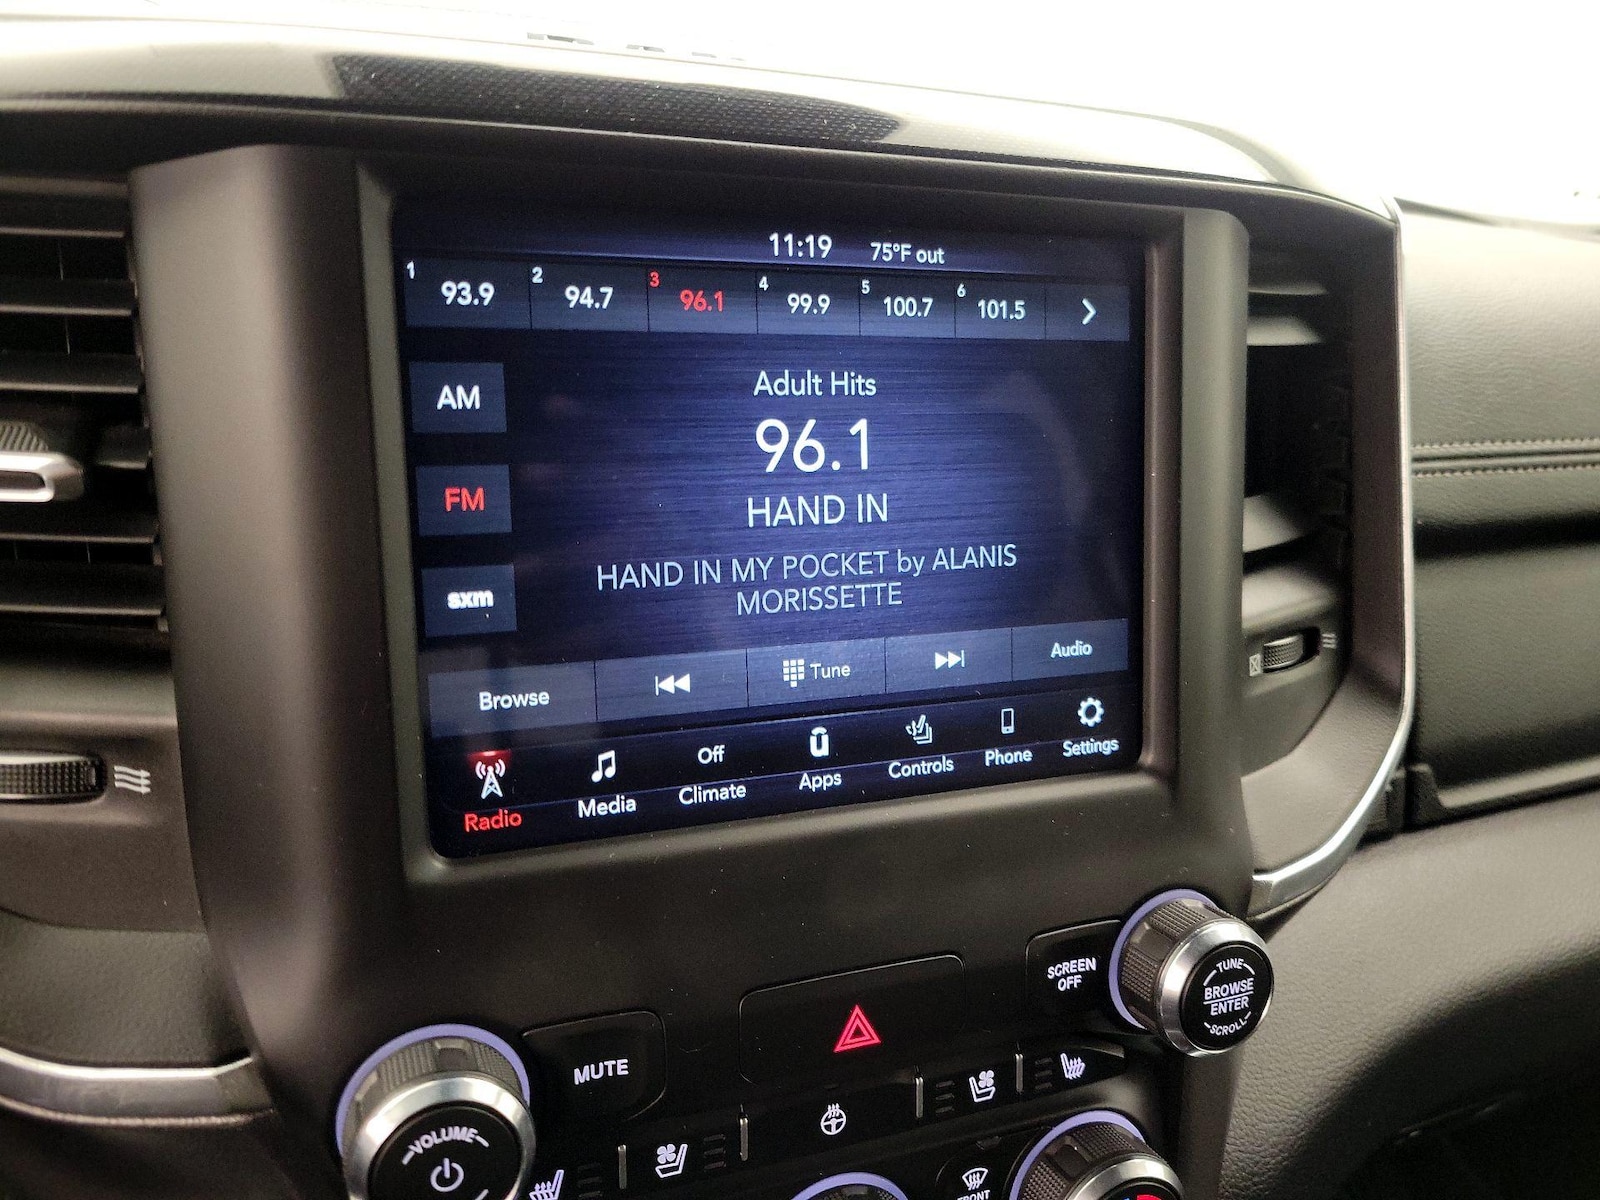 11:19 75°F out
1 93.9 2 94.7 3 96.1 4 99.9 5 100.7 6 101.5
AM
FM
sxm
Adult Hits
96.1
HAND IN
HAND IN MY POCKET by ALANIS
MORISSETTE
Browse Tune Audio
Off
Radio Media Climate Apps Controls Phone Settings
SCREEN
OFF
TUNE
BROWSE
ENTER
SCROLL
MUTE
VOLUME
FRONT